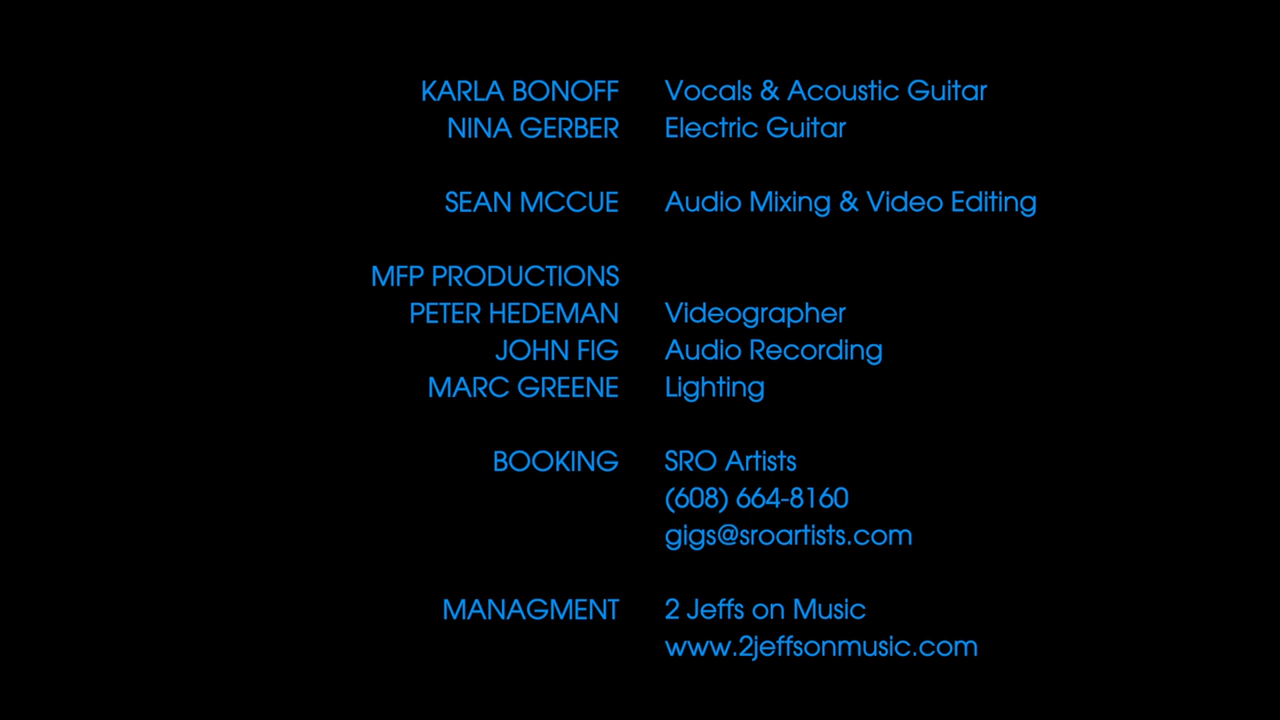 KARLA BONOFF Vocals & Acoustic Guitar
NINA GERBER Electric Guitar
SEAN MCCUE Audio Mixing & Video Editing
MFP PRODUCTIONS
PETER HEDEMAN Videographer
JOHN FIG Audio Recording
MARC GREENE Lighting
BOOKING SRO Artists
(608) 664-8160
gigs@sroartists.com
MANAGMENT 2 Jeffs on Music
www.2jeffsonmusic.com